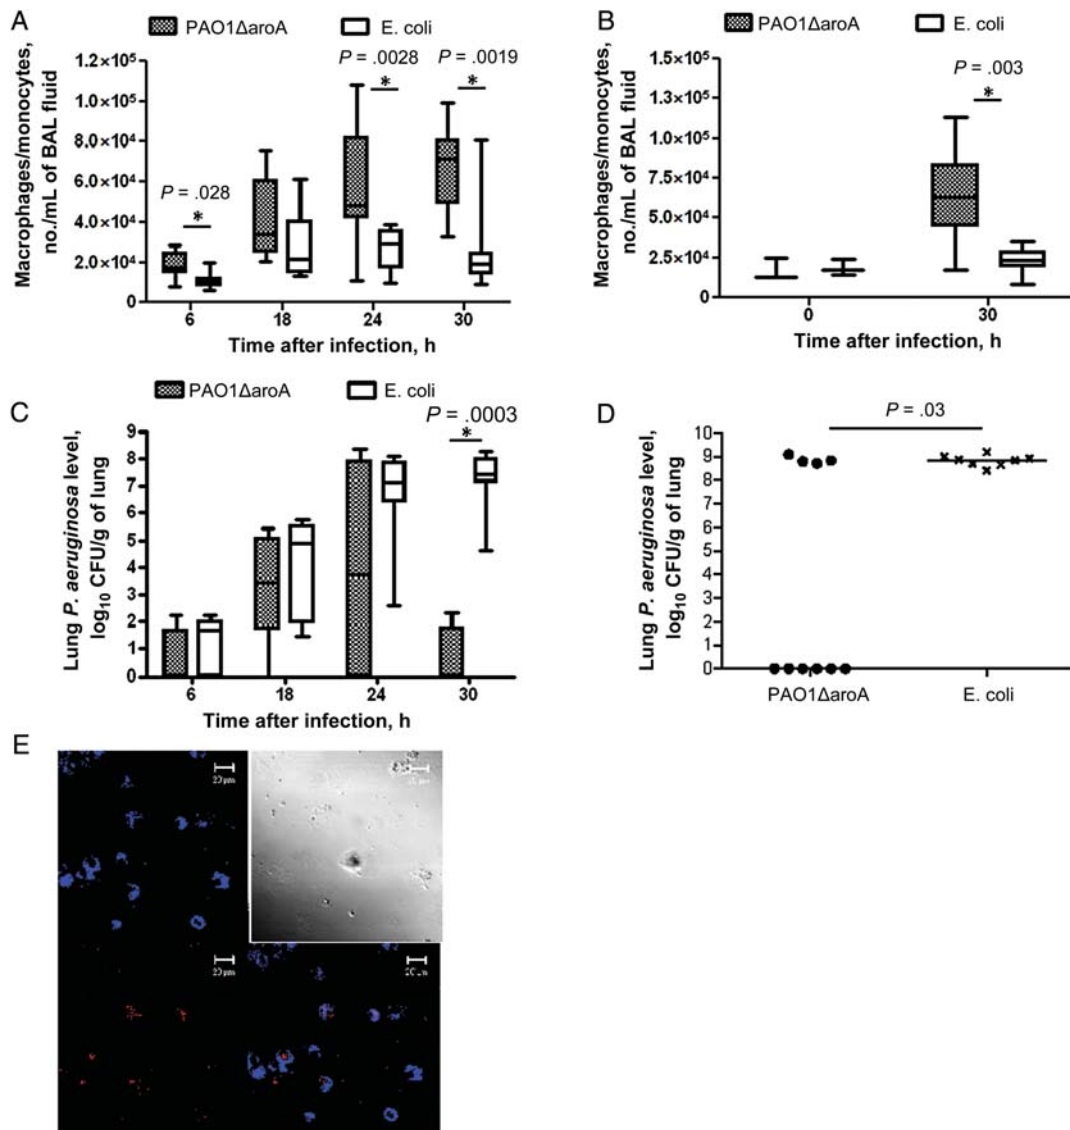 A
PAO1ΔaroA
E. coli
Macrophages/monocytes,
no./mL of BAL fluid
1.2×10⁵
1.0×10⁵
8.0×10⁴
6.0×10⁴
4.0×10⁴
2.0×10⁴
0
P = .0028
P = .0019
P = .028
*
*
*
6
18
24
30
Time after infection, h
B
PAO1ΔaroA
E. coli
Macrophages/monocytes,
no./mL of BAL fluid
1.5×10⁵
1.3×10⁵
1.0×10⁵
7.5×10⁴
5.0×10⁴
2.5×10⁴
0
P = .003
*
0
30
Time after infection, h
C
PAO1ΔaroA
E. coli
Lung P. aeruginosa level,
log₁₀ CFU/g of lung
9
8
7
6
5
4
3
2
1
0
P = .0003
*
6
18
24
30
Time after infection, h
D
P = .03
Lung P. aeruginosa level,
log₁₀ CFU/g of lung
10
9
8
7
6
5
4
3
2
1
0
PAO1ΔaroA
E. coli
E
20 µm
20 µm